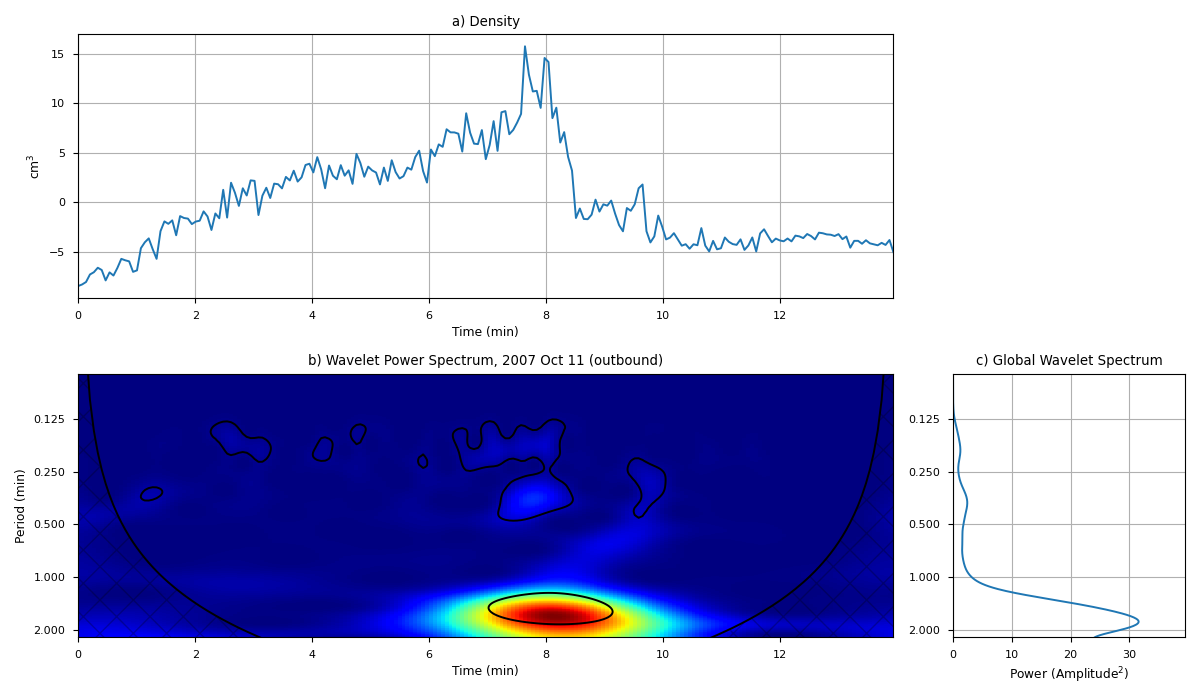 a) Density
cm³
15
10
5
0
−5
0 2 4 6 8 10 12
Time (min)
b) Wavelet Power Spectrum, 2007 Oct 11 (outbound)
Period (min)
0.125
0.250
0.500
1.000
2.000
0 2 4 6 8 10 12
Time (min)
c) Global Wavelet Spectrum
0.125
0.250
0.500
1.000
2.000
0 10 20 30
Power (Amplitude²)